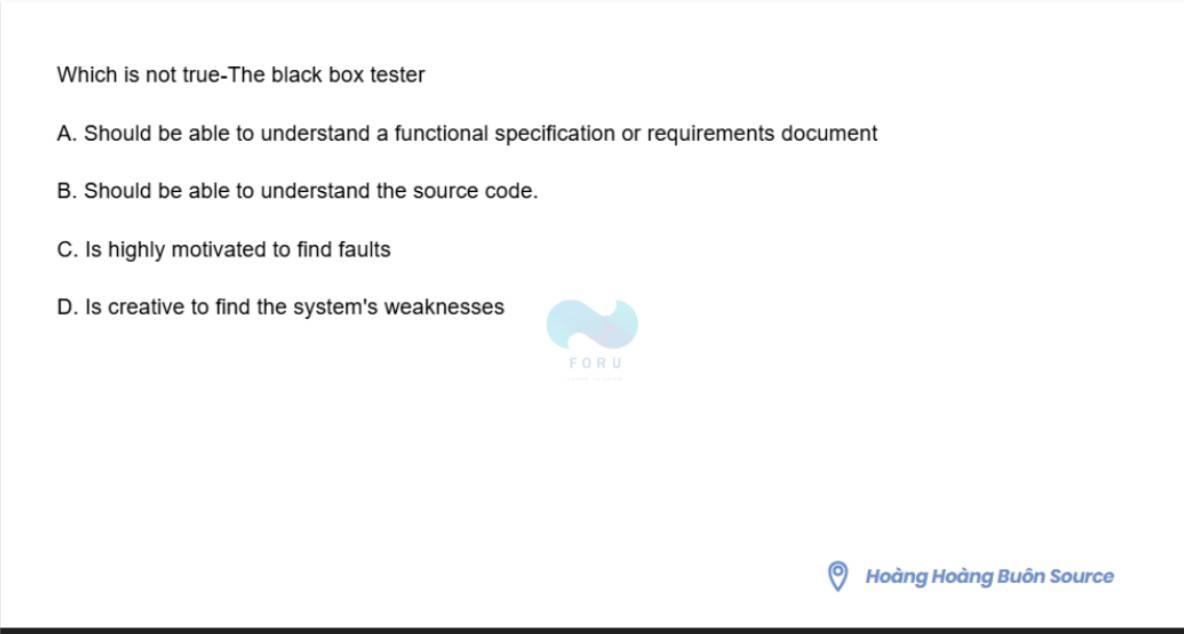 Which is not true-The black box tester
A. Should be able to understand a functional specification or requirements document
B. Should be able to understand the source code.
C. Is highly motivated to find faults
D. Is creative to find the system's weaknesses
FORU
Hoàng Hoàng Buôn Source